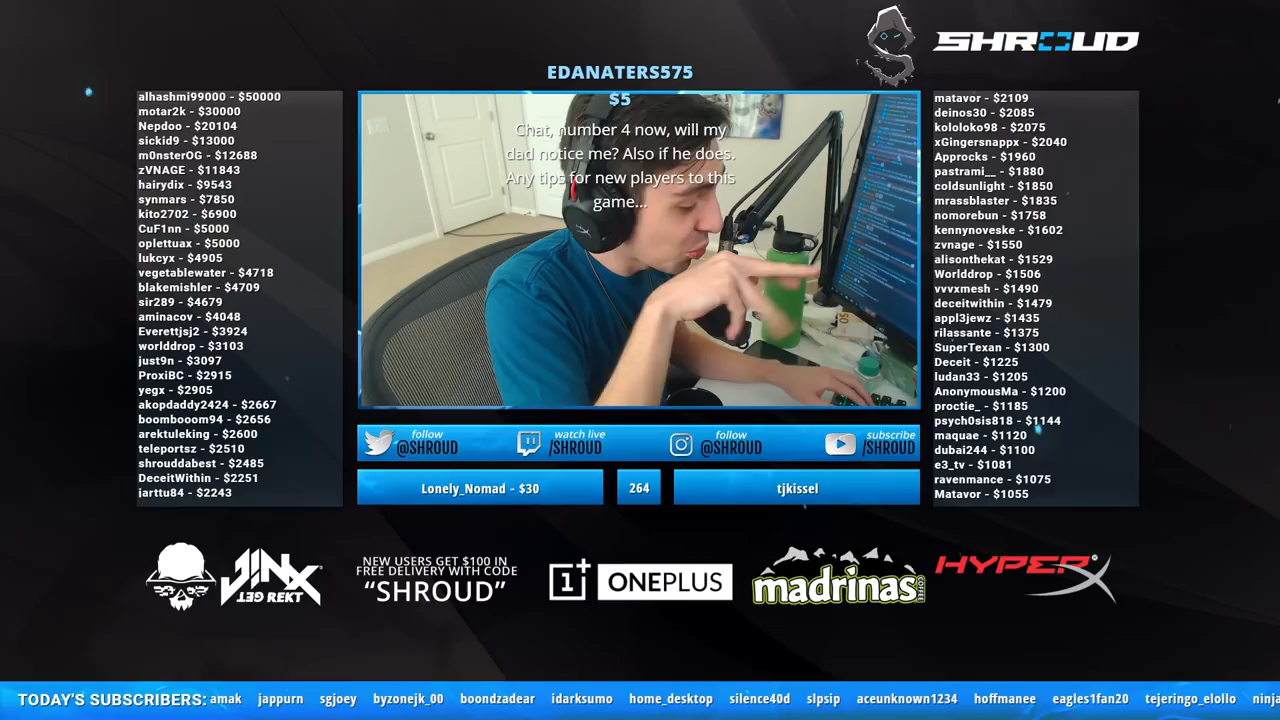 SHROUD
EDANATERS575
$5
Chat, number 4 now, will my
dad notice me? Also if he does.
Any tips for new players to this
game...
alhashmi99000 - $50000
motar2k - $30000
Nepdoo - $20104
sickid9 - $13000
m0nsterOG - $12688
zVNAGE - $11843
hairydix - $9543
synmars - $7850
kito2702 - $6900
CuF1nn - $5000
oplettuax - $5000
lukcyx - $4905
vegetablewater - $4718
blakemishler - $4709
sir289 - $4679
aminacov - $4048
Everettjsj2 - $3924
worlddrop - $3103
just9n - $3097
ProxiBC - $2915
yegx - $2905
akopdaddy2424 - $2667
boombooom94 - $2656
arektuleking - $2600
teleportsz - $2510
shrouddabest - $2485
DeceitWithin - $2251
iarttu84 - $2243
matavor - $2109
deinos30 - $2085
kololoko98 - $2075
xGingersnappx - $2040
Approcks - $1960
pastrami__ - $1880
coldsunlight - $1850
mrassblaster - $1835
nomorebun - $1758
kennynoveske - $1602
zvnage - $1550
alisonthekat - $1529
Worlddrop - $1506
vvvxmesh - $1490
deceitwithin - $1479
appl3jewz - $1435
rilassante - $1375
SuperTexan - $1300
Deceit - $1225
ludan33 - $1205
AnonymousMa - $1200
proctie_ - $1185
psych0sis818 - $1144
maquae - $1120
dubai244 - $1100
e3_tv - $1081
ravenmance - $1075
Matavor - $1055
follow
@SHROUD
watch live
/SHROUD
follow
@SHROUD
subscribe
/SHROUD
Lonely_Nomad - $30
264
tjkissel
JINX
GET REKT
NEW USERS GET $100 IN
FREE DELIVERY WITH CODE
“SHROUD”
1+ ONEPLUS
madrinas COFFEE
HYPERX
TODAY'S SUBSCRIBERS: amak jappurn sgjoey byzonejk_00 boondzadear idarksumo home_desktop silence40d slpsip aceunknown1234 hoffmanee eagles1fan20 tejeringo_elollo ninja